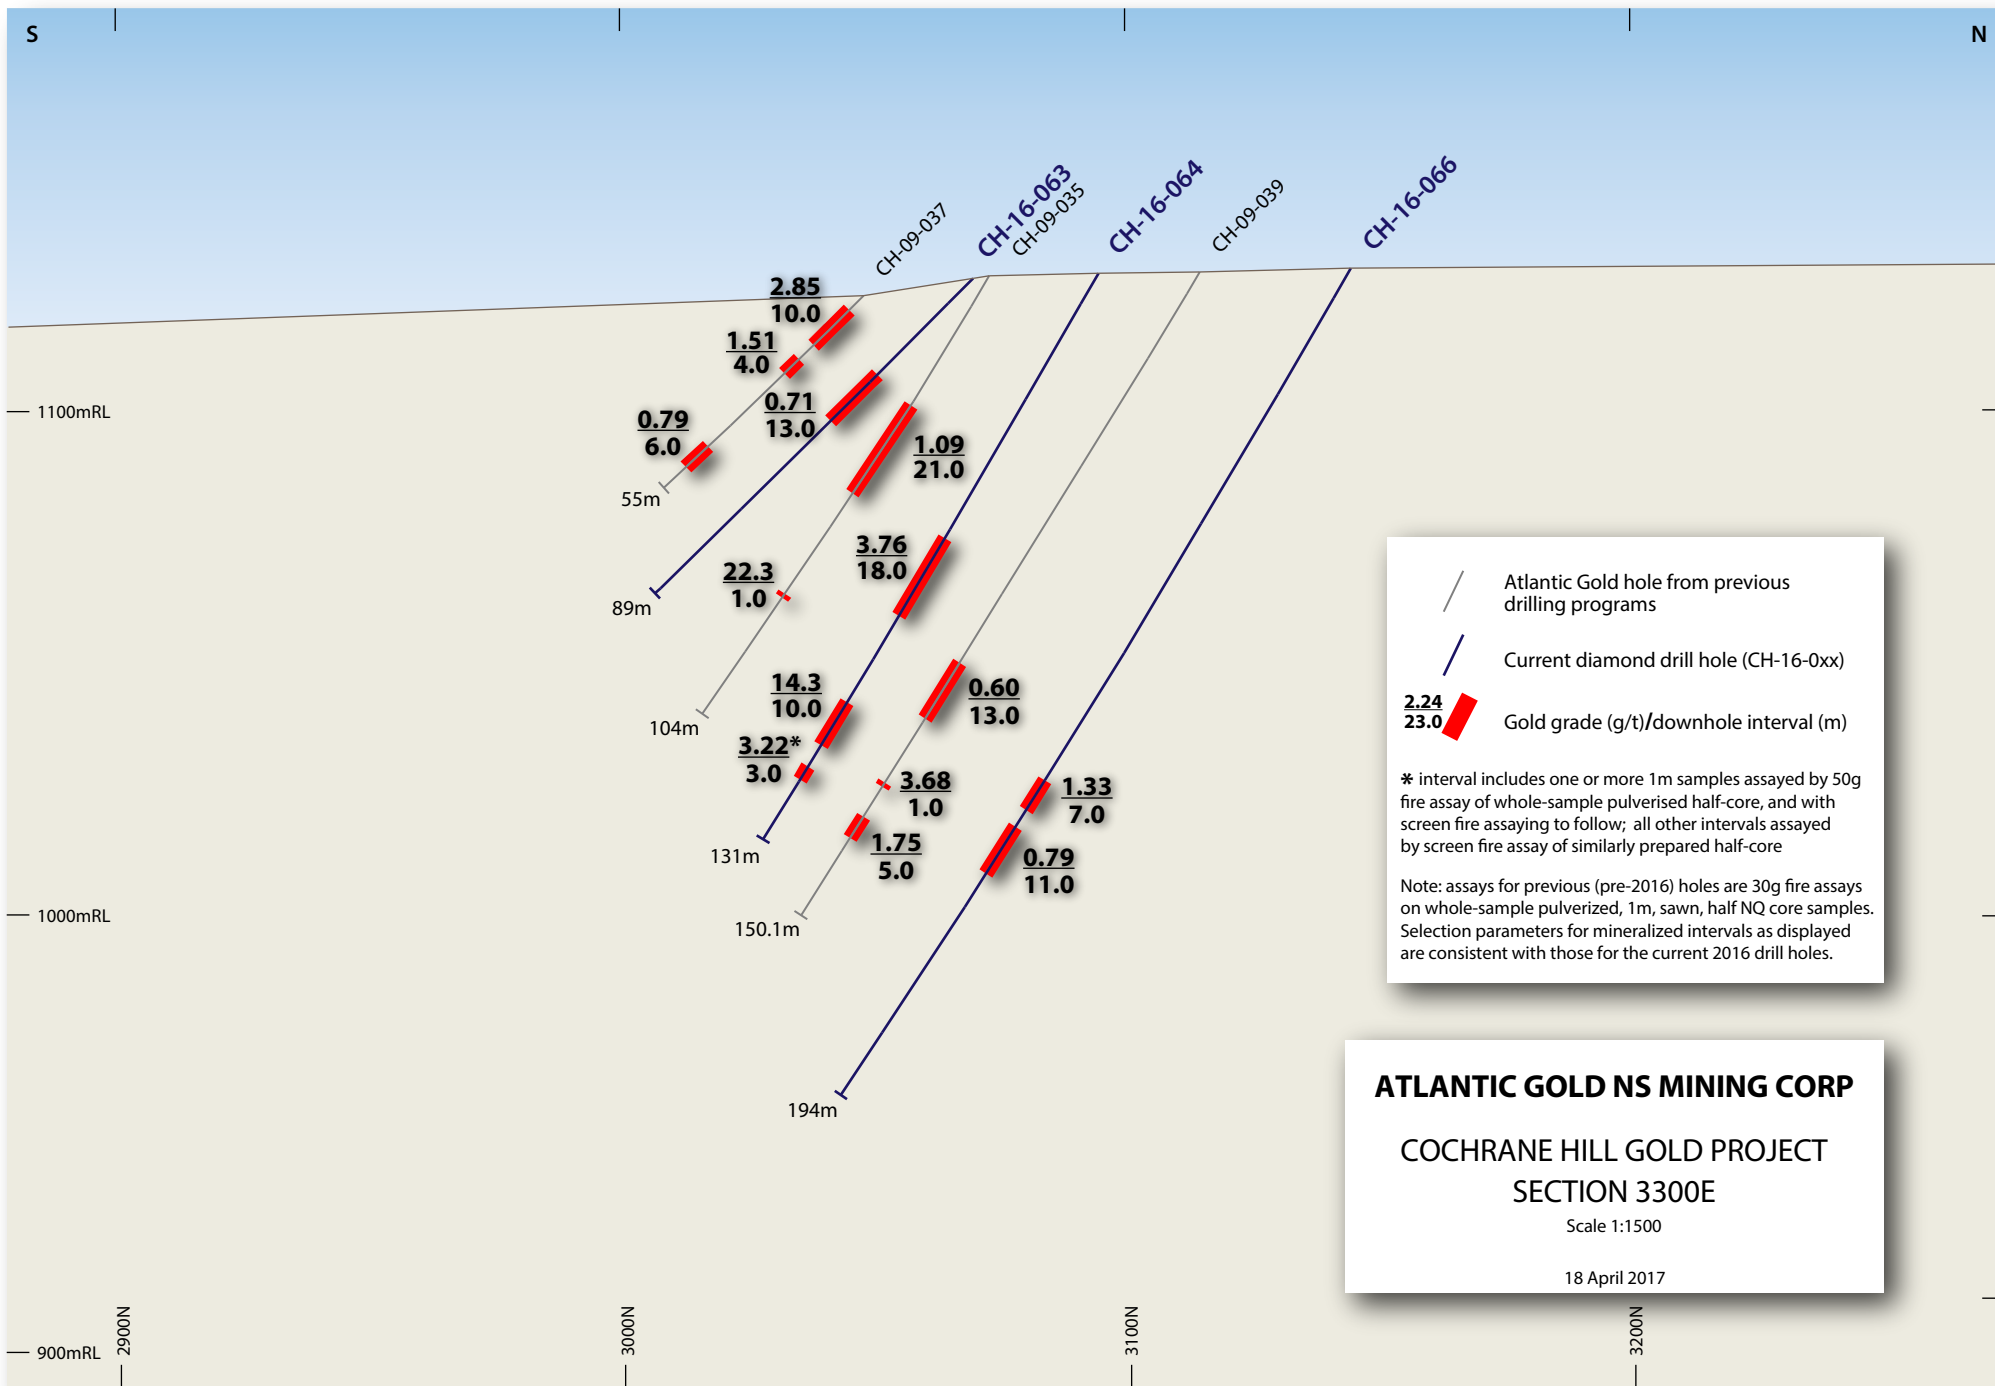 S
N
CH-09-037
CH-16-063
CH-09-035
CH-16-064
CH-09-039
CH-16-066
2.85
10.0
1.51
4.0
0.79
6.0
55m
0.71
13.0
89m
1.09
21.0
22.3
1.0
104m
3.76
18.0
14.3
10.0
3.22*
3.0
131m
0.60
13.0
3.68
1.0
1.75
5.0
150.1m
1.33
7.0
0.79
11.0
194m
1100mRL
1000mRL
900mRL
2900N
3000N
3100N
3200N
Atlantic Gold hole from previous
drilling programs
Current diamond drill hole (CH-16-0xx)
2.24
23.0
Gold grade (g/t)/downhole interval (m)
* interval includes one or more 1m samples assayed by 50g
fire assay of whole-sample pulverised half-core, and with
screen fire assaying to follow; all other intervals assayed
by screen fire assay of similarly prepared half-core
Note: assays for previous (pre-2016) holes are 30g fire assays
on whole-sample pulverized, 1m, sawn, half NQ core samples.
Selection parameters for mineralized intervals as displayed
are consistent with those for the current 2016 drill holes.
ATLANTIC GOLD NS MINING CORP
COCHRANE HILL GOLD PROJECT
SECTION 3300E
Scale 1:1500
18 April 2017